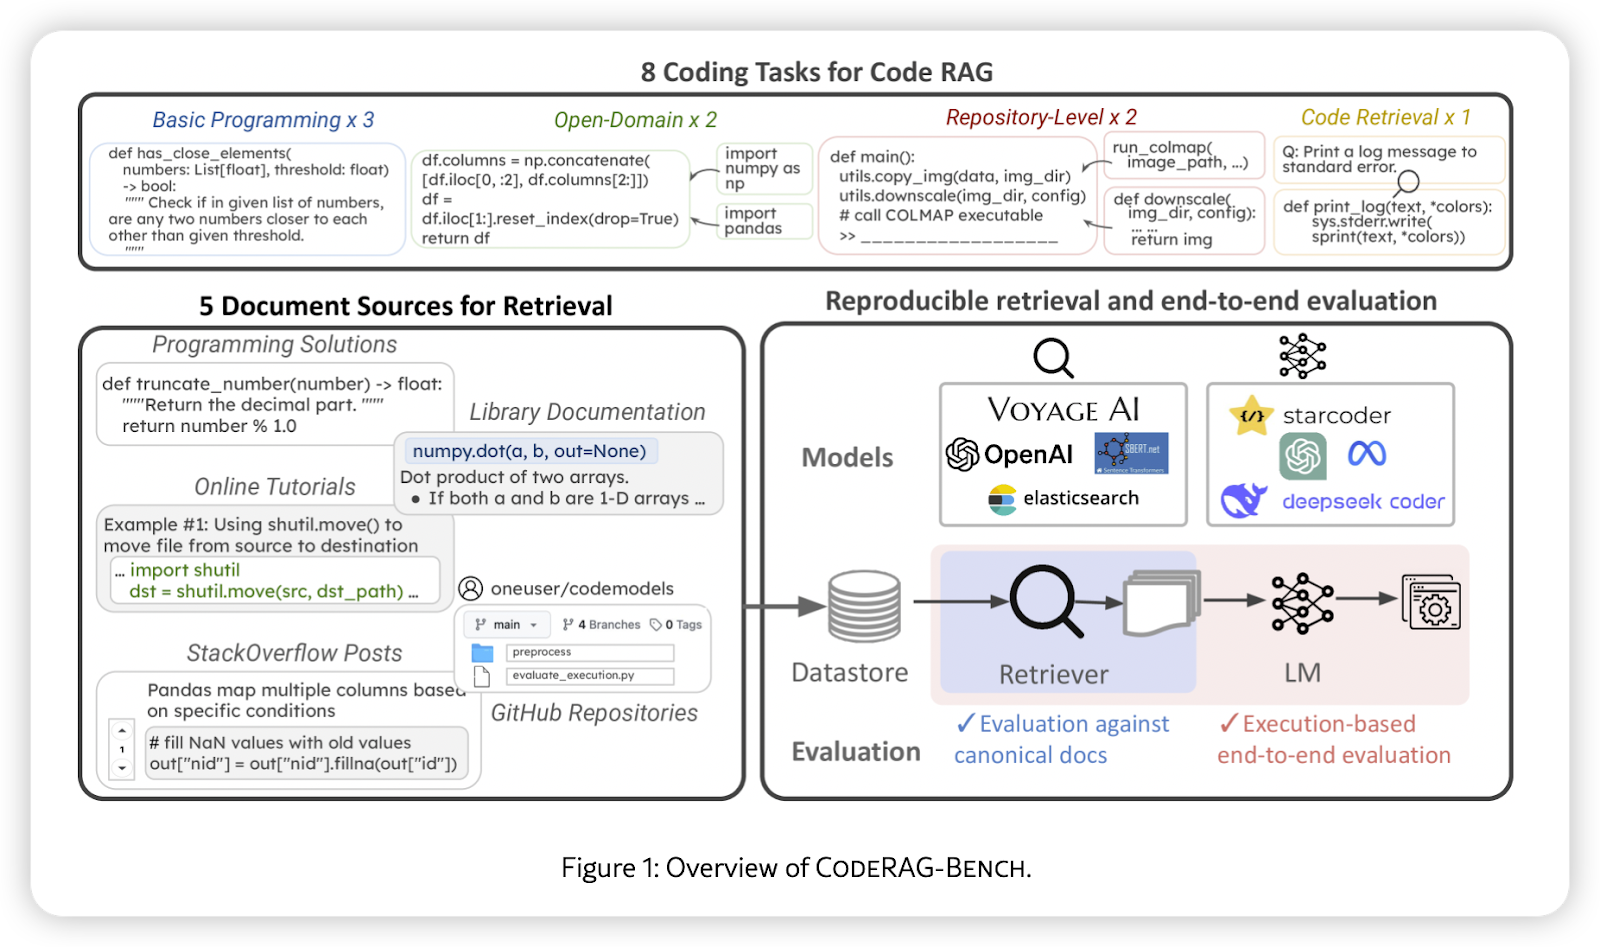 8 Coding Tasks for Code RAG
Basic Programming x 3
def has_close_elements(
numbers: List[float], threshold: float)
-> bool:
""" Check if in given list of numbers,
are any two numbers closer to each
other than given threshold.
"""
Open-Domain x 2
df.columns = np.concatenate(
[df.iloc[0, :2], df.columns[2:]])
df =
df.iloc[1:].reset_index(drop=True)
return df
import
numpy as
np
import
pandas
Repository-Level x 2
def main():
utils.copy_img(data, img_dir)
utils.downscale(img_dir, config)
# call COLMAP executable
>> ___________________
run_colmap(
image_path, ...)
def downscale(
img_dir, config):
... ...
return img
Code Retrieval x 1
Q: Print a log message to
standard error.
def print_log(text, *colors):
sys.stderr.write(
sprint(text, *colors))
5 Document Sources for Retrieval
Programming Solutions
def truncate_number(number) -> float:
"""Return the decimal part. """
return number % 1.0
Library Documentation
numpy.dot(a, b, out=None)
Dot product of two arrays.
● If both a and b are 1-D arrays ...
Online Tutorials
Example #1: Using shutil.move() to
move file from source to destination
... import shutil
dst = shutil.move(src, dst_path) ...
oneuser/codemodels
main 4 Branches 0 Tags
preprocess
evaluate_execution.py
GitHub Repositories
StackOverflow Posts
Pandas map multiple columns based
on specific conditions
1
# fill NaN values with old values
out["nid"] = out["nid"].fillna(out["id"])
Reproducible retrieval and end-to-end evaluation
Models
VOYAGE AI
OpenAI
SBERT.net
Sentence Transformers
elasticsearch
{/}
starcoder
deepseek coder
Datastore
Retriever
LM
Evaluation
✓Evaluation against
canonical docs
✓Execution-based
end-to-end evaluation
Figure 1: Overview of CODERAG-BENCH.